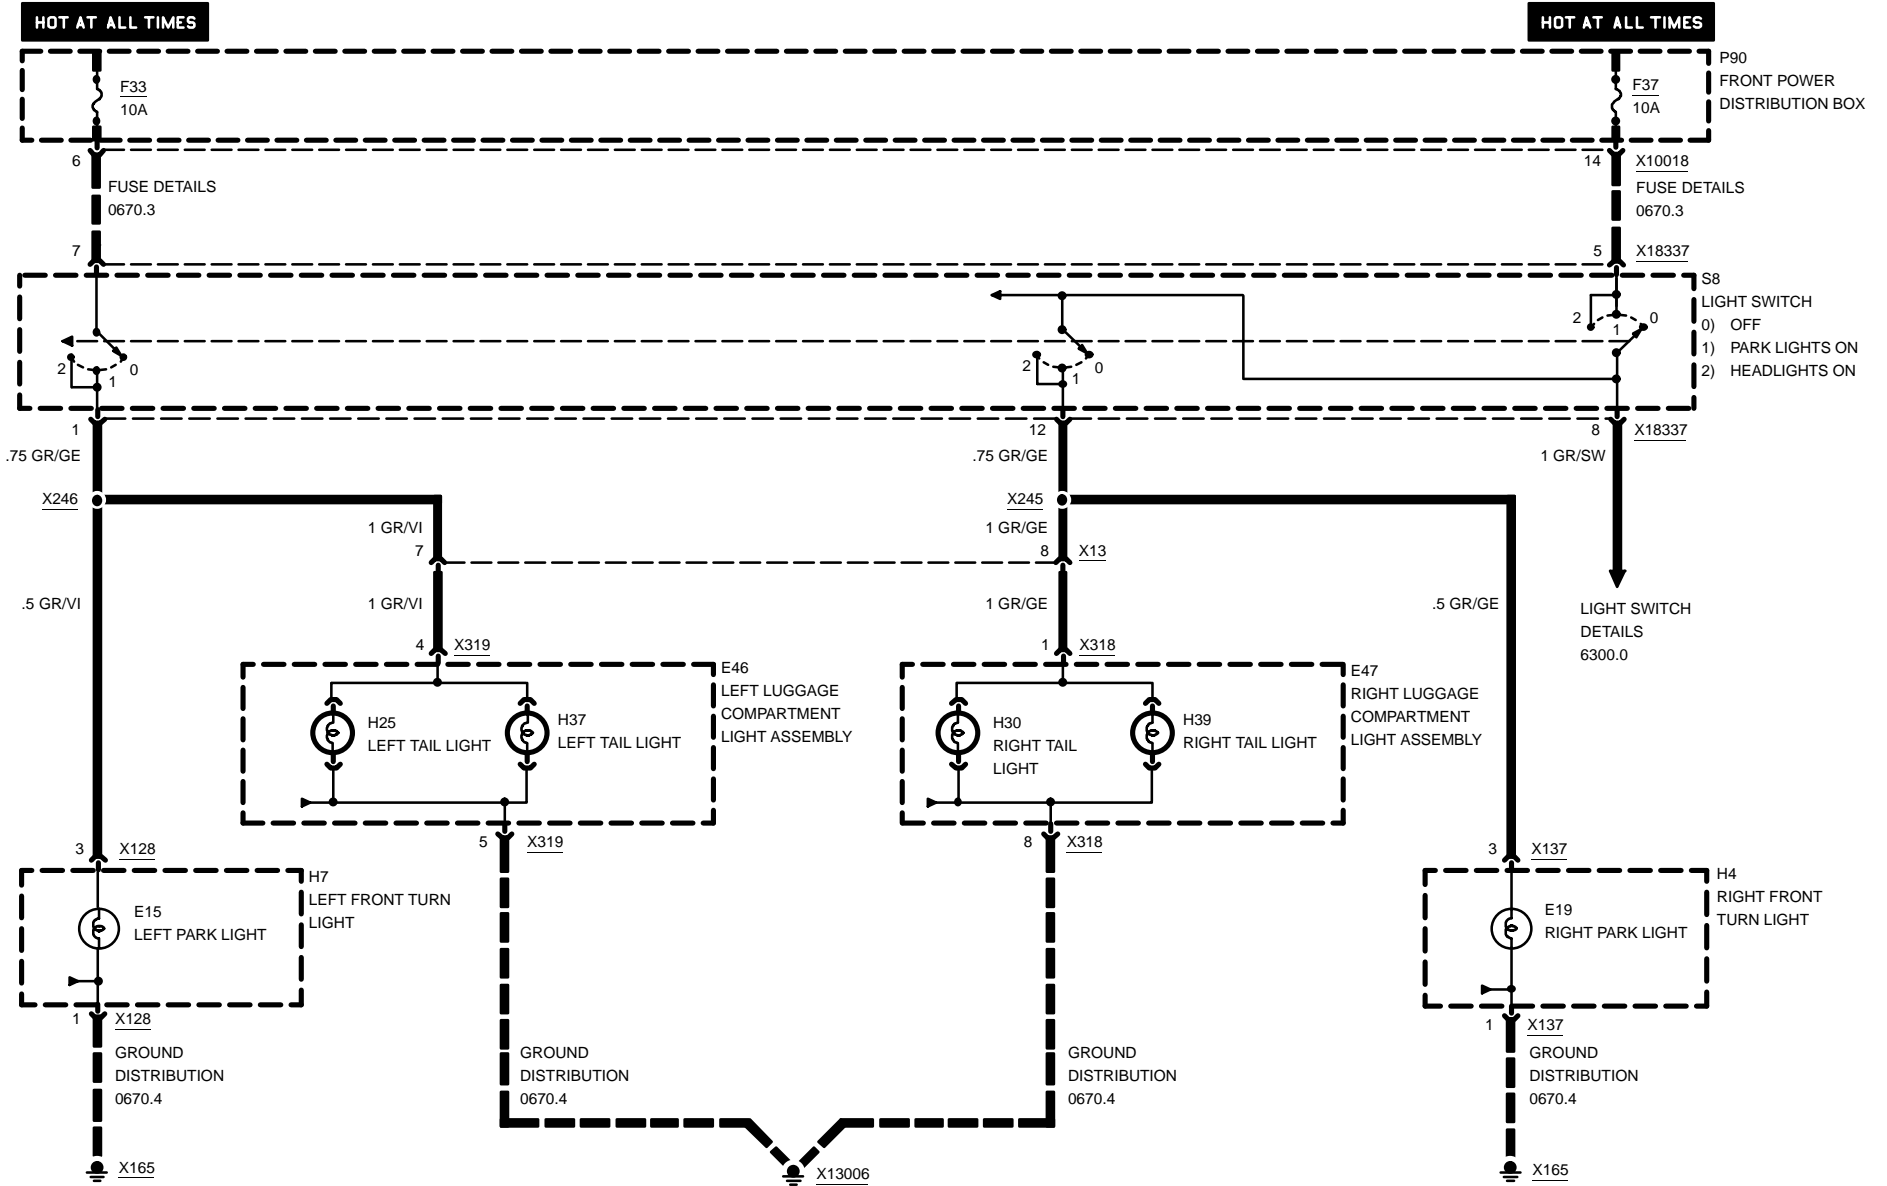 HOT AT ALL TIMES
HOT AT ALL TIMES
P90
FRONT POWER
DISTRIBUTION BOX
F33
10A
F37
10A
6
14
X10018
FUSE DETAILS
0670.3
FUSE DETAILS
0670.3
7
5
X18337
S8
LIGHT SWITCH
0) OFF
1) PARK LIGHTS ON
2) HEADLIGHTS ON
2
1
0
2
1
0
2
1
0
1
12
8
X18337
.75 GR/GE
.75 GR/GE
1 GR/SW
X246
X245
1 GR/VI
1 GR/GE
7
8
X13
.5 GR/VI
1 GR/VI
1 GR/GE
.5 GR/GE
LIGHT SWITCH
DETAILS
6300.0
4
X319
1
X318
E46
LEFT LUGGAGE
COMPARTMENT
LIGHT ASSEMBLY
E47
RIGHT LUGGAGE
COMPARTMENT
LIGHT ASSEMBLY
H25
LEFT TAIL LIGHT
H37
LEFT TAIL LIGHT
H30
RIGHT TAIL
LIGHT
H39
RIGHT TAIL LIGHT
5
X319
8
X318
3
X128
3
X137
H7
LEFT FRONT TURN
LIGHT
H4
RIGHT FRONT
TURN LIGHT
E15
LEFT PARK LIGHT
E19
RIGHT PARK LIGHT
1
X128
1
X137
GROUND
DISTRIBUTION
0670.4
GROUND
DISTRIBUTION
0670.4
GROUND
DISTRIBUTION
0670.4
GROUND
DISTRIBUTION
0670.4
X165
X13006
X165